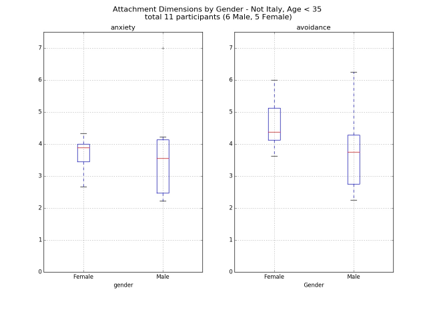 Attachment Dimensions by Gender - Not Italy, Age < 35
total 11 participants (6 Male, 5 Female)
anxiety
avoidance
7
6
5
4
3
2
1
0
7
6
5
4
3
2
1
0
Female
Male
Female
Male
gender
Gender